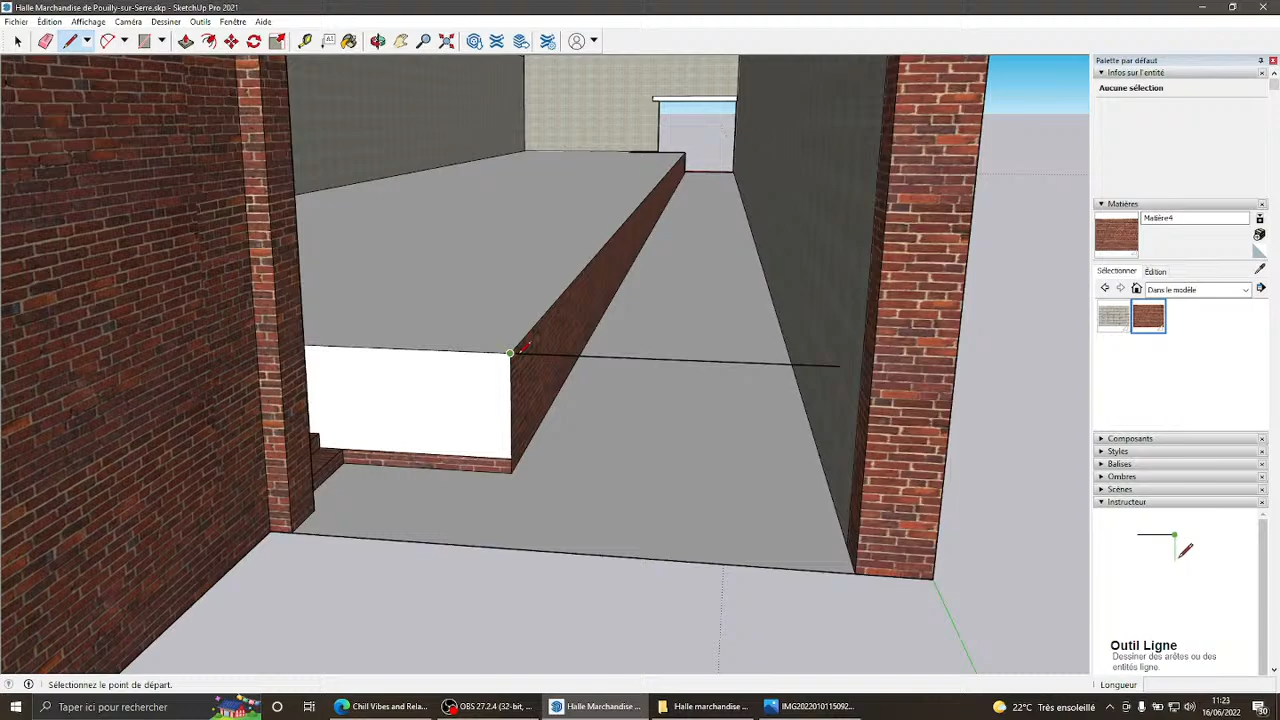 Halle Marchandise de Pouilly-sur-Serre.skp - SketchUp Pro 2021
Fichier Édition Affichage Caméra Dessiner Outils Fenêtre Aide
Palette par défaut
Infos sur l'entité
Aucune sélection
Matières
Matière4
Sélectionner Édition
Dans le modèle
Composants
Styles
Balises
Ombres
Scènes
Instructeur
Outil Ligne
Dessiner des arêtes ou des
entités ligne.
Sélectionnez le point de départ.
Longueur
Taper ici pour rechercher
Chill Vibes and Rela...
OBS 27.2.4 (32-bit, ...
Halle Marchandise ...
Halle marchandise ...
IMG2022010115092...
22°C Très ensoleillé
11:23
16/06/2022